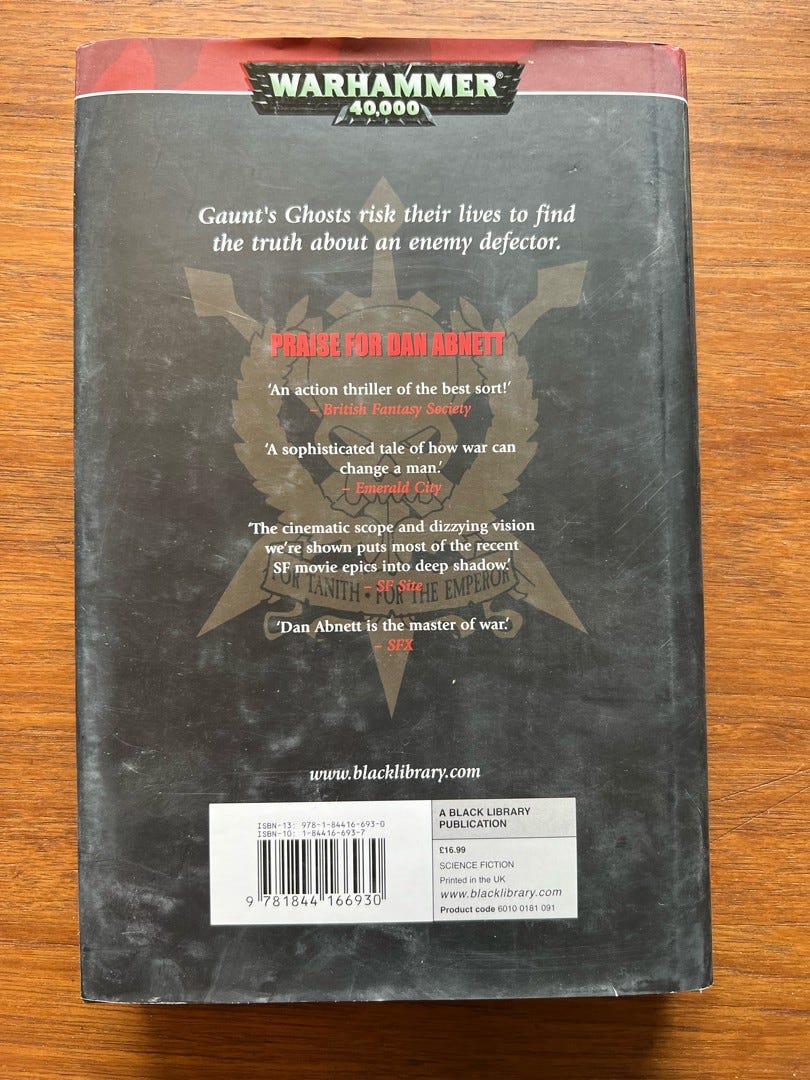 WARHAMMER®
40,000
™
Gaunt's Ghosts risk their lives to find
the truth about an enemy defector.
PRAISE FOR DAN ABNETT
'An action thriller of the best sort!'
– British Fantasy Society
'A sophisticated tale of how war can
change a man.'
– Emerald City
'The cinematic scope and dizzying vision
we're shown puts most of the recent
SF movie epics into deep shadow.'
– SF Site
FOR TANITH • FOR THE EMPEROR
'Dan Abnett is the master of war.'
– SFX
www.blacklibrary.com
ISBN-13: 978-1-84416-693-0
ISBN-10: 1-84416-693-7
9 781844 166930
A BLACK LIBRARY
PUBLICATION
£16.99
SCIENCE FICTION
Printed in the UK
www.blacklibrary.com
Product code 6010 0181 091